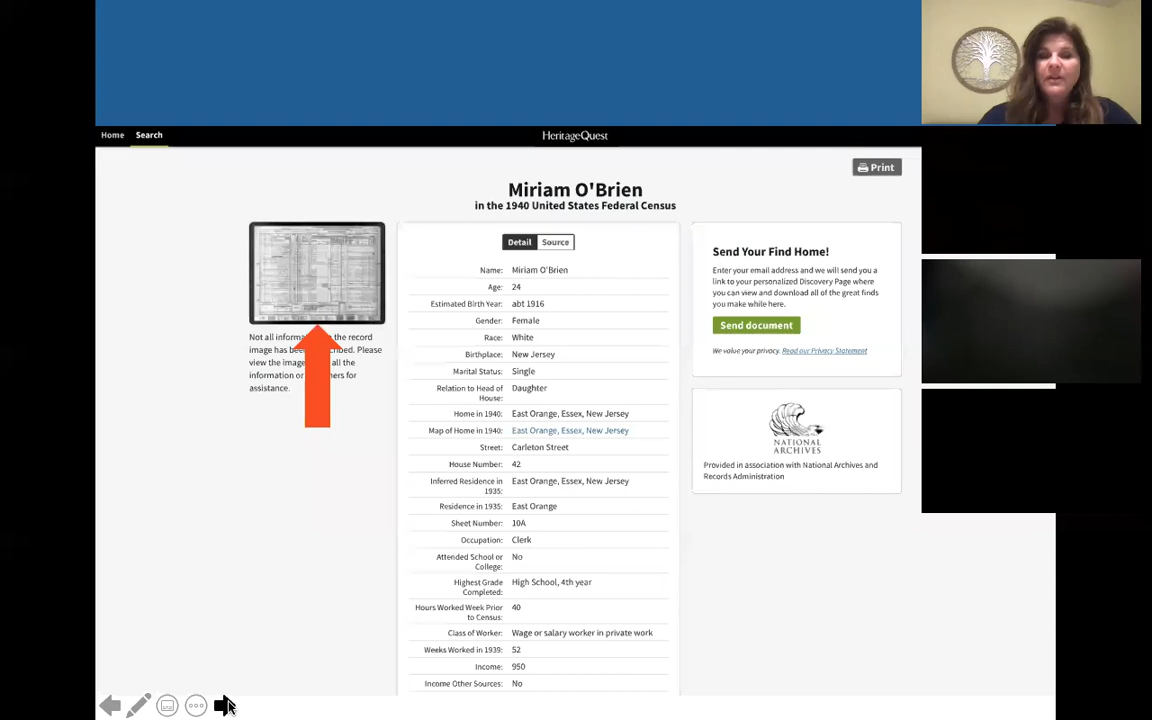 Home Search
HeritageQuest
Print
Miriam O'Brien
in the 1940 United States Federal Census
Not all informa the record
image has bee ribed. Please
view the image all the
information or ners for
assistance.
Detail Source
Name: Miriam O'Brien
Age: 24
Estimated Birth Year: abt 1916
Gender: Female
Race: White
Birthplace: New Jersey
Marital Status: Single
Relation to Head of Daughter
House:
Home in 1940: East Orange, Essex, New Jersey
Map of Home in 1940: East Orange, Essex, New Jersey
Street: Carleton Street
House Number: 42
Inferred Residence in East Orange, Essex, New Jersey
1935:
Residence in 1935: East Orange
Sheet Number: 10A
Occupation: Clerk
Attended School or No
College:
Highest Grade High School, 4th year
Completed:
Hours Worked Week Prior 40
to Census:
Class of Worker: Wage or salary worker in private work
Weeks Worked in 1939: 52
Income: 950
Income Other Sources: No
Send Your Find Home!
Enter your email address and we will send you a
link to your personalized Discovery Page where
you can view and download all of the great finds
you make while here.
Send document
We value your privacy. Read our Privacy Statement
NATIONAL
ARCHIVES
Provided in association with National Archives and
Records Administration